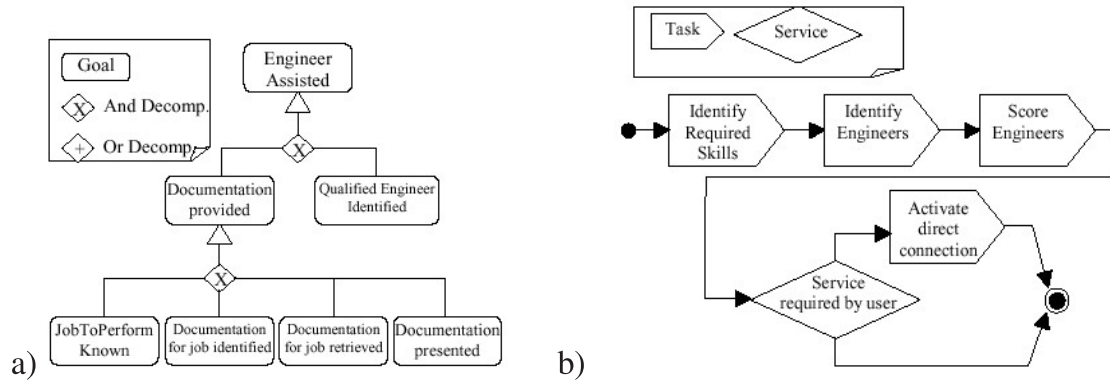 Goal
X
And Decomp.
+
Or Decomp.
Engineer
Assisted
X
Documentation
provided
Qualified Engineer
Identified
X
JobToPerform
Known
Documentation
for job identified
Documentation
for job retrieved
Documentation
presented
a)
Task
Service
Identify
Required
Skills
Identify
Engineers
Score
Engineers
Activate
direct
connection
Service
required by user
b)